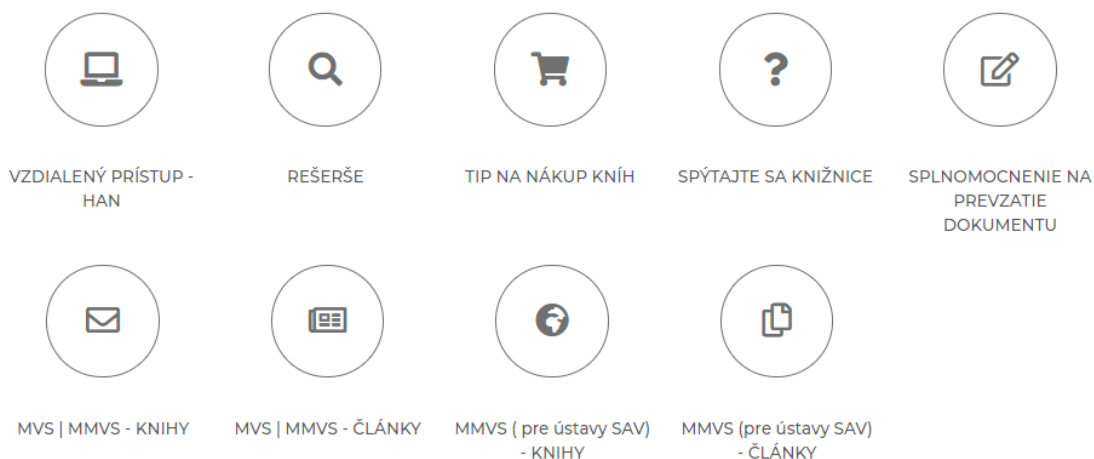 VZDIALENÝ PRÍSTUP -
HAN
REŠERŠE
TIP NA NÁKUP KNÍH
SPÝTAJTE SA KNIŽNICE
SPLNOMOCNENIE NA
PREVZATIE
DOKUMENTU
MVS | MMVS - KNIHY
MVS | MMVS - ČLÁNKY
MMVS ( pre ústavy SAV)
- KNIHY
MMVS (pre ústavy SAV)
- ČLÁNKY